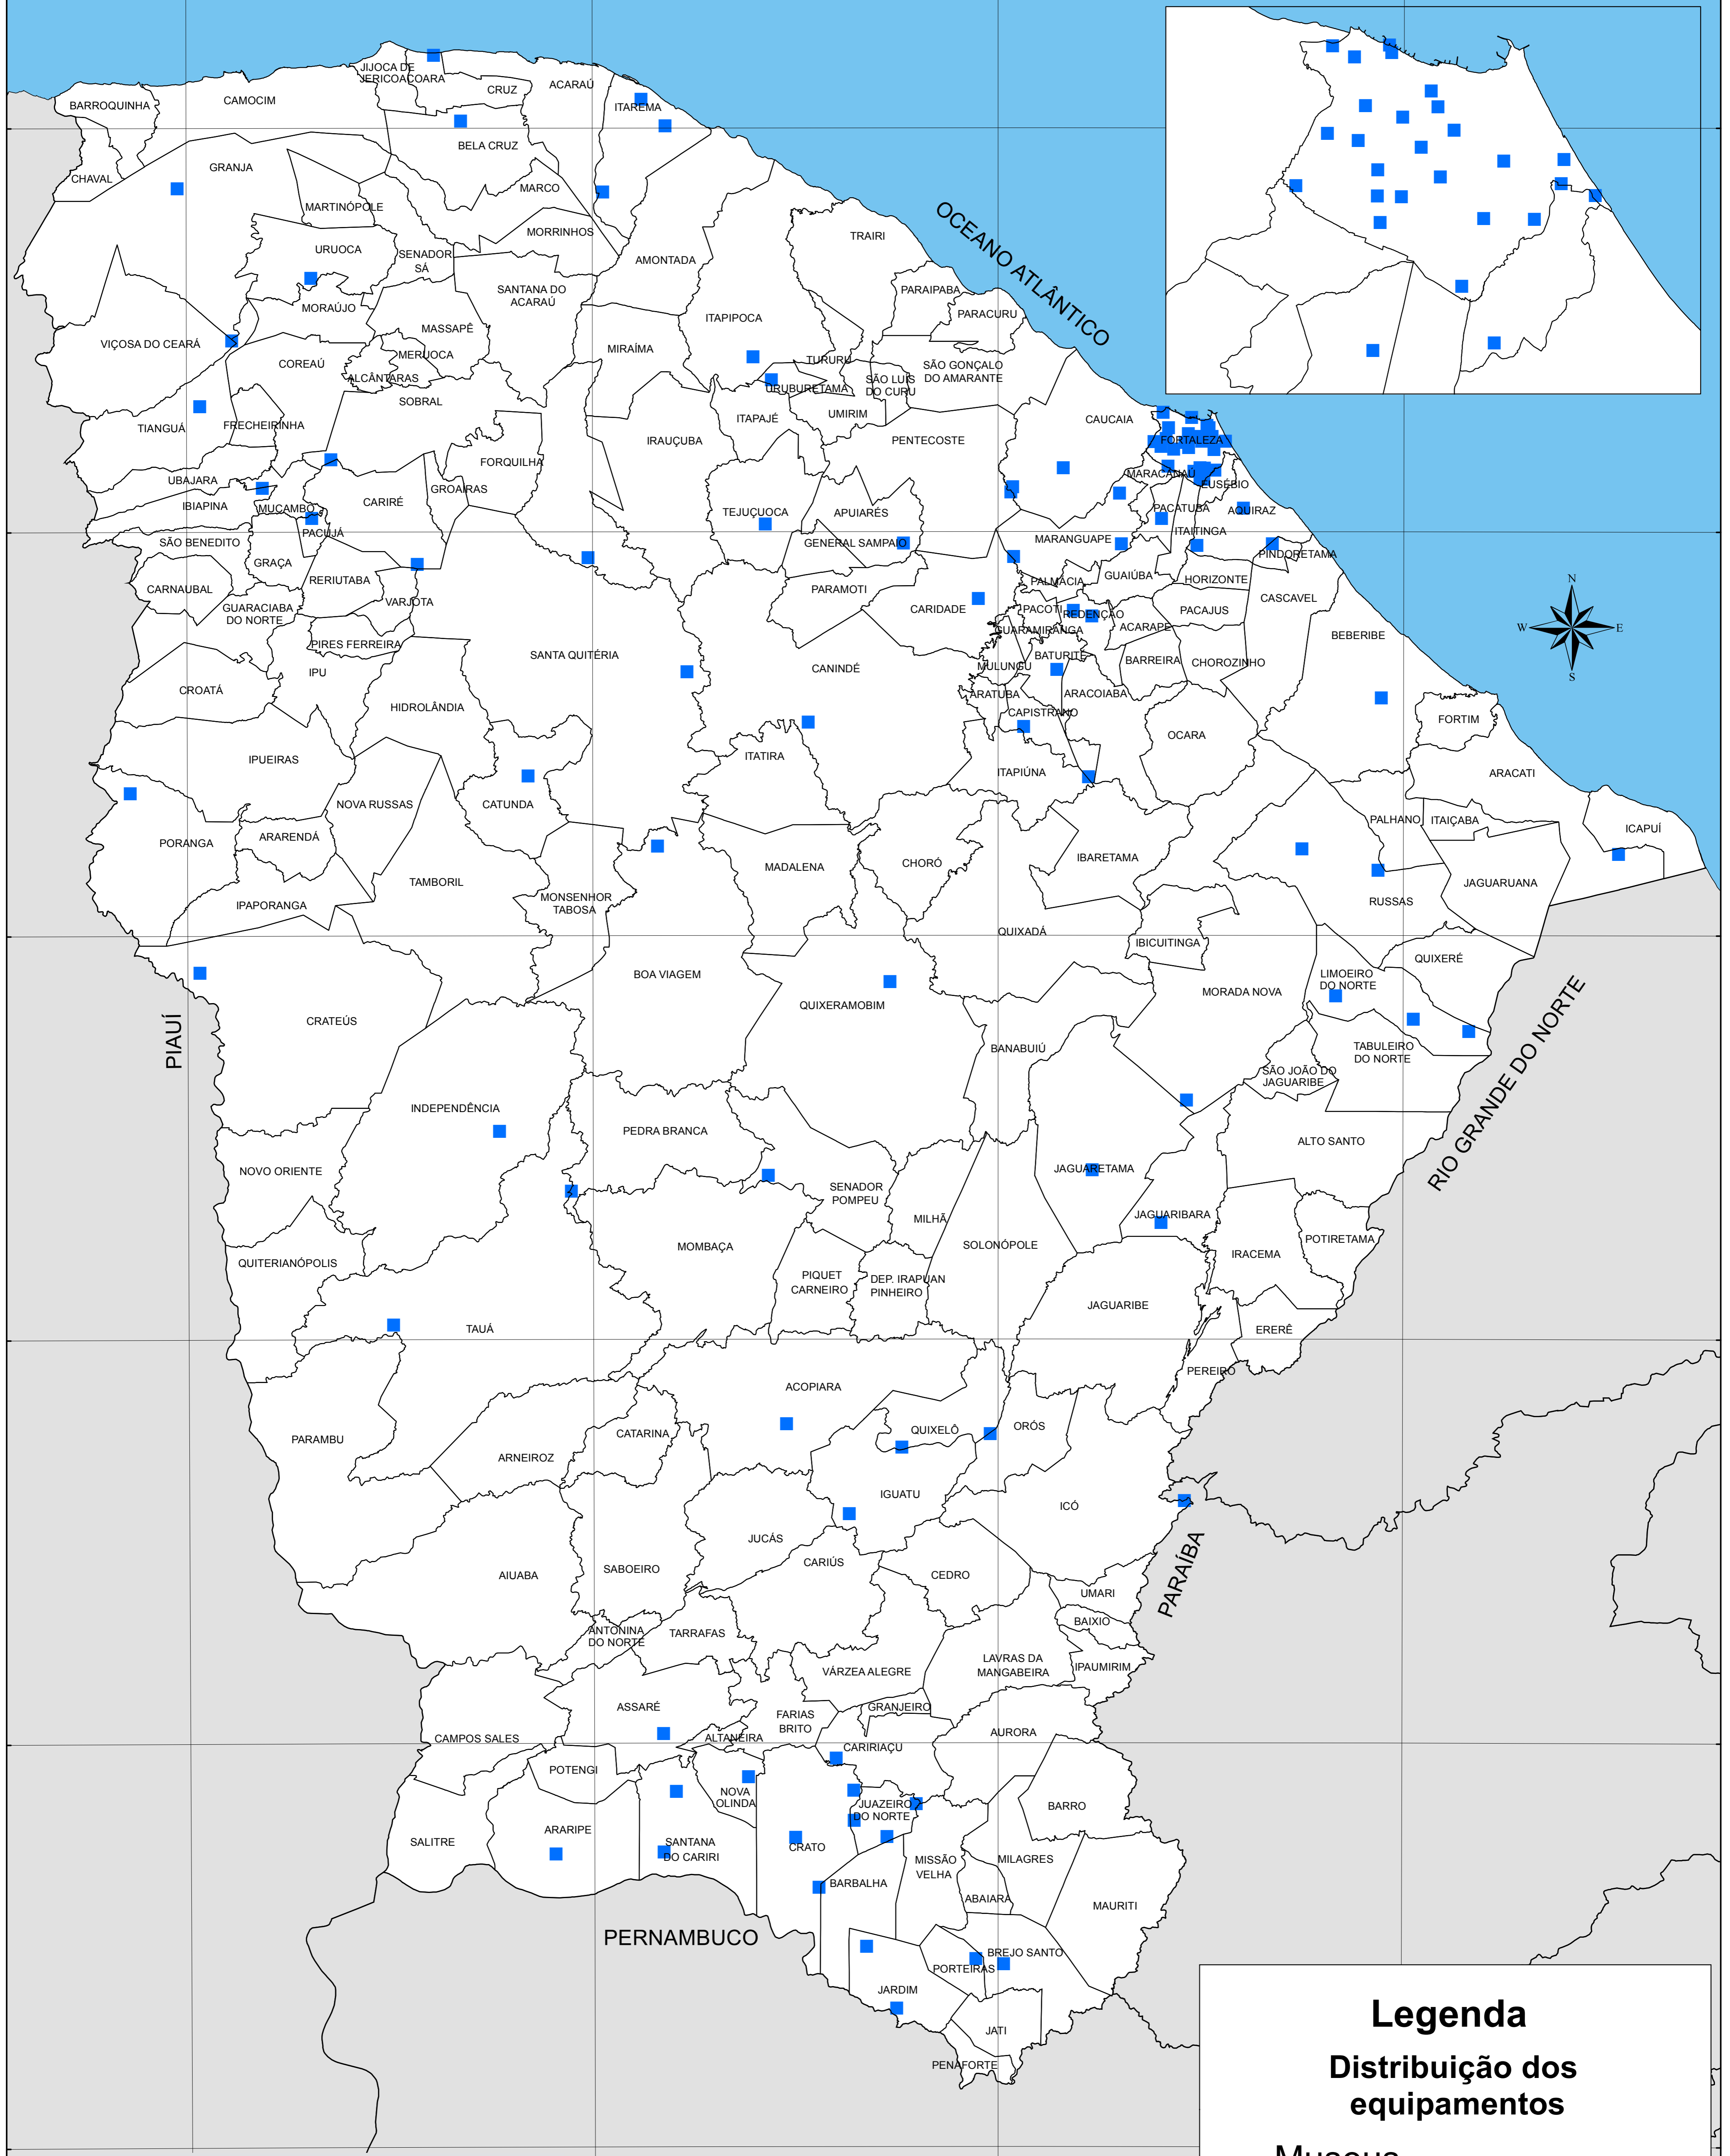 JIJOCA DE
JERICOACOARA
CRUZ
ACARAÚ
BARROQUINHA
CAMOCIM
ITAREMA
BELA CRUZ
CHAVAL
GRANJA
MARCO
MARTINÓPOLE
MORRINHOS
TRAIRI
URUOCA
SENADOR
SÁ
AMONTADA
OCEANO ATLÂNTICO
SANTANA DO
ACARAÚ
PARAIPABA
MORAÚJO
PARACURU
ITAPIPOCA
MASSAPÊ
VIÇOSA DO CEARÁ
MIRAÍMA
MERUOCA
COREAÚ
TURURU
SÃO GONÇALO
DO AMARANTE
ALCÂNTARAS
URUBURETAMA
SÃO LUIS
DO CURU
SOBRAL
UMIRIM
ITAPAJÉ
CAUCAIA
TIANGUÁ
FRECHEIRINHA
IRAUÇUBA
PENTECOSTE
FORTALEZA
FORQUILHA
UBAJARA
GROAÍRAS
MARACANAÚ
EUSÉBIO
IBIAPINA
MUCAMBO
CARIRÉ
TEJUÇUOCA
APUIARÉS
PACATUBA
AQUIRAZ
PACUJÁ
SÃO BENEDITO
GENERAL SAMPAIO
MARANGUAPE
ITAITINGA
PINDORETAMA
GRAÇA
CARNAUBAL
RERIUTABA
PARAMOTI
PALMÁCIA
GUAIÚBA
HORIZONTE
CASCAVEL
GUARACIABA
DO NORTE
VARJOTA
CARIDADE
PACOTI
REDENÇÃO
PACAJUS
GUARAMIRANGA
ACARAPE
BEBERIBE
N
W
E
S
PIRES FERREIRA
SANTA QUITÉRIA
CANINDÉ
MULUNGU
BATURITÉ
BARREIRA
CHOROZINHO
IPU
CROATÁ
ARATUBA
ARACOIABA
HIDROLÂNDIA
CAPISTRANO
FORTIM
OCARA
IPUEIRAS
ITATIRA
ITAPIÚNA
ARACATI
NOVA RUSSAS
CATUNDA
PALHANO
ITAIÇABA
ICAPUÍ
PORANGA
ARARENDÁ
MADALENA
CHORÓ
IBARETAMA
TAMBORIL
JAGUARUANA
IPAPORANGA
MONSENHOR
TABOSA
RUSSAS
QUIXADÁ
IBICUITINGA
QUIXERÉ
BOA VIAGEM
LIMOEIRO
DO NORTE
QUIXERAMOBIM
MORADA NOVA
PIAUÍ
CRATEÚS
BANABUIÚ
TABULEIRO
DO NORTE
RIO GRANDE DO NORTE
SÃO JOÃO DO
JAGUARIBE
INDEPENDÊNCIA
PEDRA BRANCA
ALTO SANTO
NOVO ORIENTE
JAGUARETAMA
SENADOR
POMPEU
MILHÃ
JAGUARIBARA
MOMBAÇA
SOLONÓPOLE
POTIRETAMA
IRACEMA
QUITERIANÓPOLIS
PIQUET
CARNEIRO
DEP. IRAPUAN
PINHEIRO
JAGUARIBE
TAUÁ
ERERÊ
PEREIRO
ACOPIARA
PARAMBU
CATARINA
QUIXELÔ
ORÓS
ARNEIROZ
IGUATU
ICÓ
JUCÁS
CARIÚS
AIUABA
SABOEIRO
CEDRO
UMARI
PARAÍBA
BAIXIO
ANTONINA
DO NORTE
TARRAFAS
LAVRAS DA
MANGABEIRA
IPAUMIRIM
VÁRZEA ALEGRE
ASSARÉ
GRANJEIRO
FARIAS
BRITO
AURORA
CAMPOS SALES
ALTANEIRA
CARIRIAÇU
POTENGI
NOVA
OLINDA
JUAZEIRO
DO NORTE
BARRO
ARARIPE
SALITRE
SANTANA
DO CARIRI
CRATO
MISSÃO
VELHA
MILAGRES
BARBALHA
ABAIARA
MAURITI
PERNAMBUCO
BREJO SANTO
PORTEIRAS
JARDIM
JATI
PENAFORTE
Legenda
Distribuição dos
equipamentos
Museus